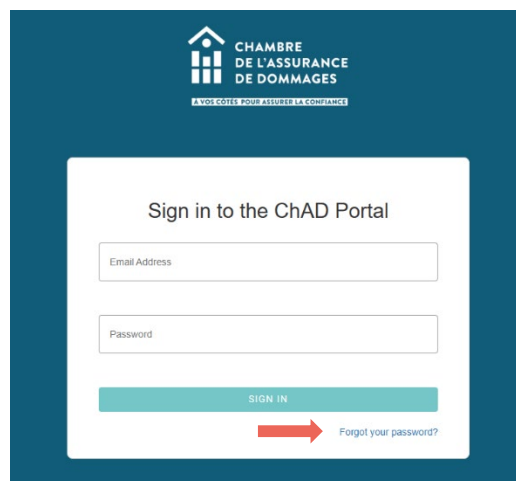 CHAMBRE
DE L'ASSURANCE
DE DOMMAGES
À VOS CÔTÉS POUR ASSURER LA CONFIANCE
Sign in to the ChAD Portal
Email Address
Password
SIGN IN
Forgot your password?